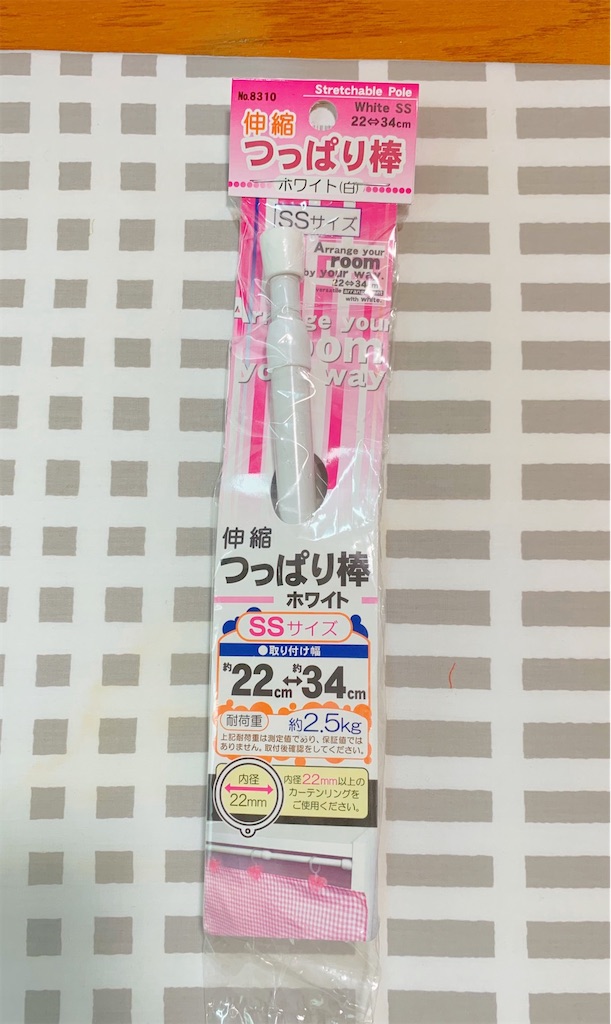 Stretchable Pole
No.8310
White SS
22⇔34cm
伸縮
つっぱり棒
ホワイト(白)
SSサイズ
Arrange your
room
by your way.
22⇔34cm
versatile arrangement
with white.
Arrange your
room
your way
伸縮
つっぱり棒
ホワイト
SSサイズ
●取り付け幅
約22cm↔約34cm
耐荷重 約2.5kg
上記耐荷重は測定値であり、保証値では
ありません。取付後確認をしてください。
内径
22mm
内径22mm以上の
カーテンリングを
ご使用ください。